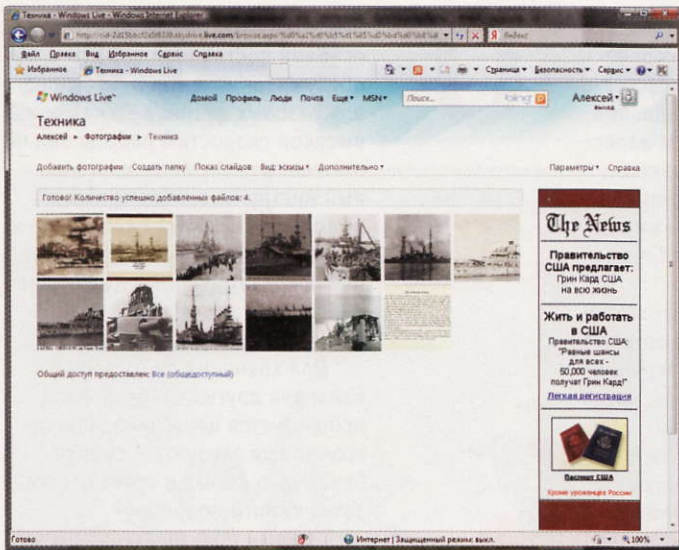 Техника - Windows Live - Windows Internet Explorer
Яндекс
Файл Правка Вид Избранное Сервис Справка
Избранное Техника - Windows Live
Страница Безопасность Сервис
Windows Live™ Домой Профиль Люди Почта Еще MSN Поиск... bing Алексей
выход
Техника
Алексей ► Фотографии ► Техника
Добавить фотографии Создать папку Показ слайдов Вид: эскизы Дополнительно Параметры Справка
Готово! Количество успешно добавленных файлов: 4.
Общий доступ предоставлен: Все (общедоступный)
The News
Правительство
США предлагает:
Грин Кард США
на всю жизнь
Жить и работать
в США
Правительство США:
"Равные шансы
для всех -
50,000 человек
получат Грин Кард!"
Легкая регистрация
Паспорт США
Кроме уроженцев России
Готово Интернет | Защищенный режим: выкл. 100%